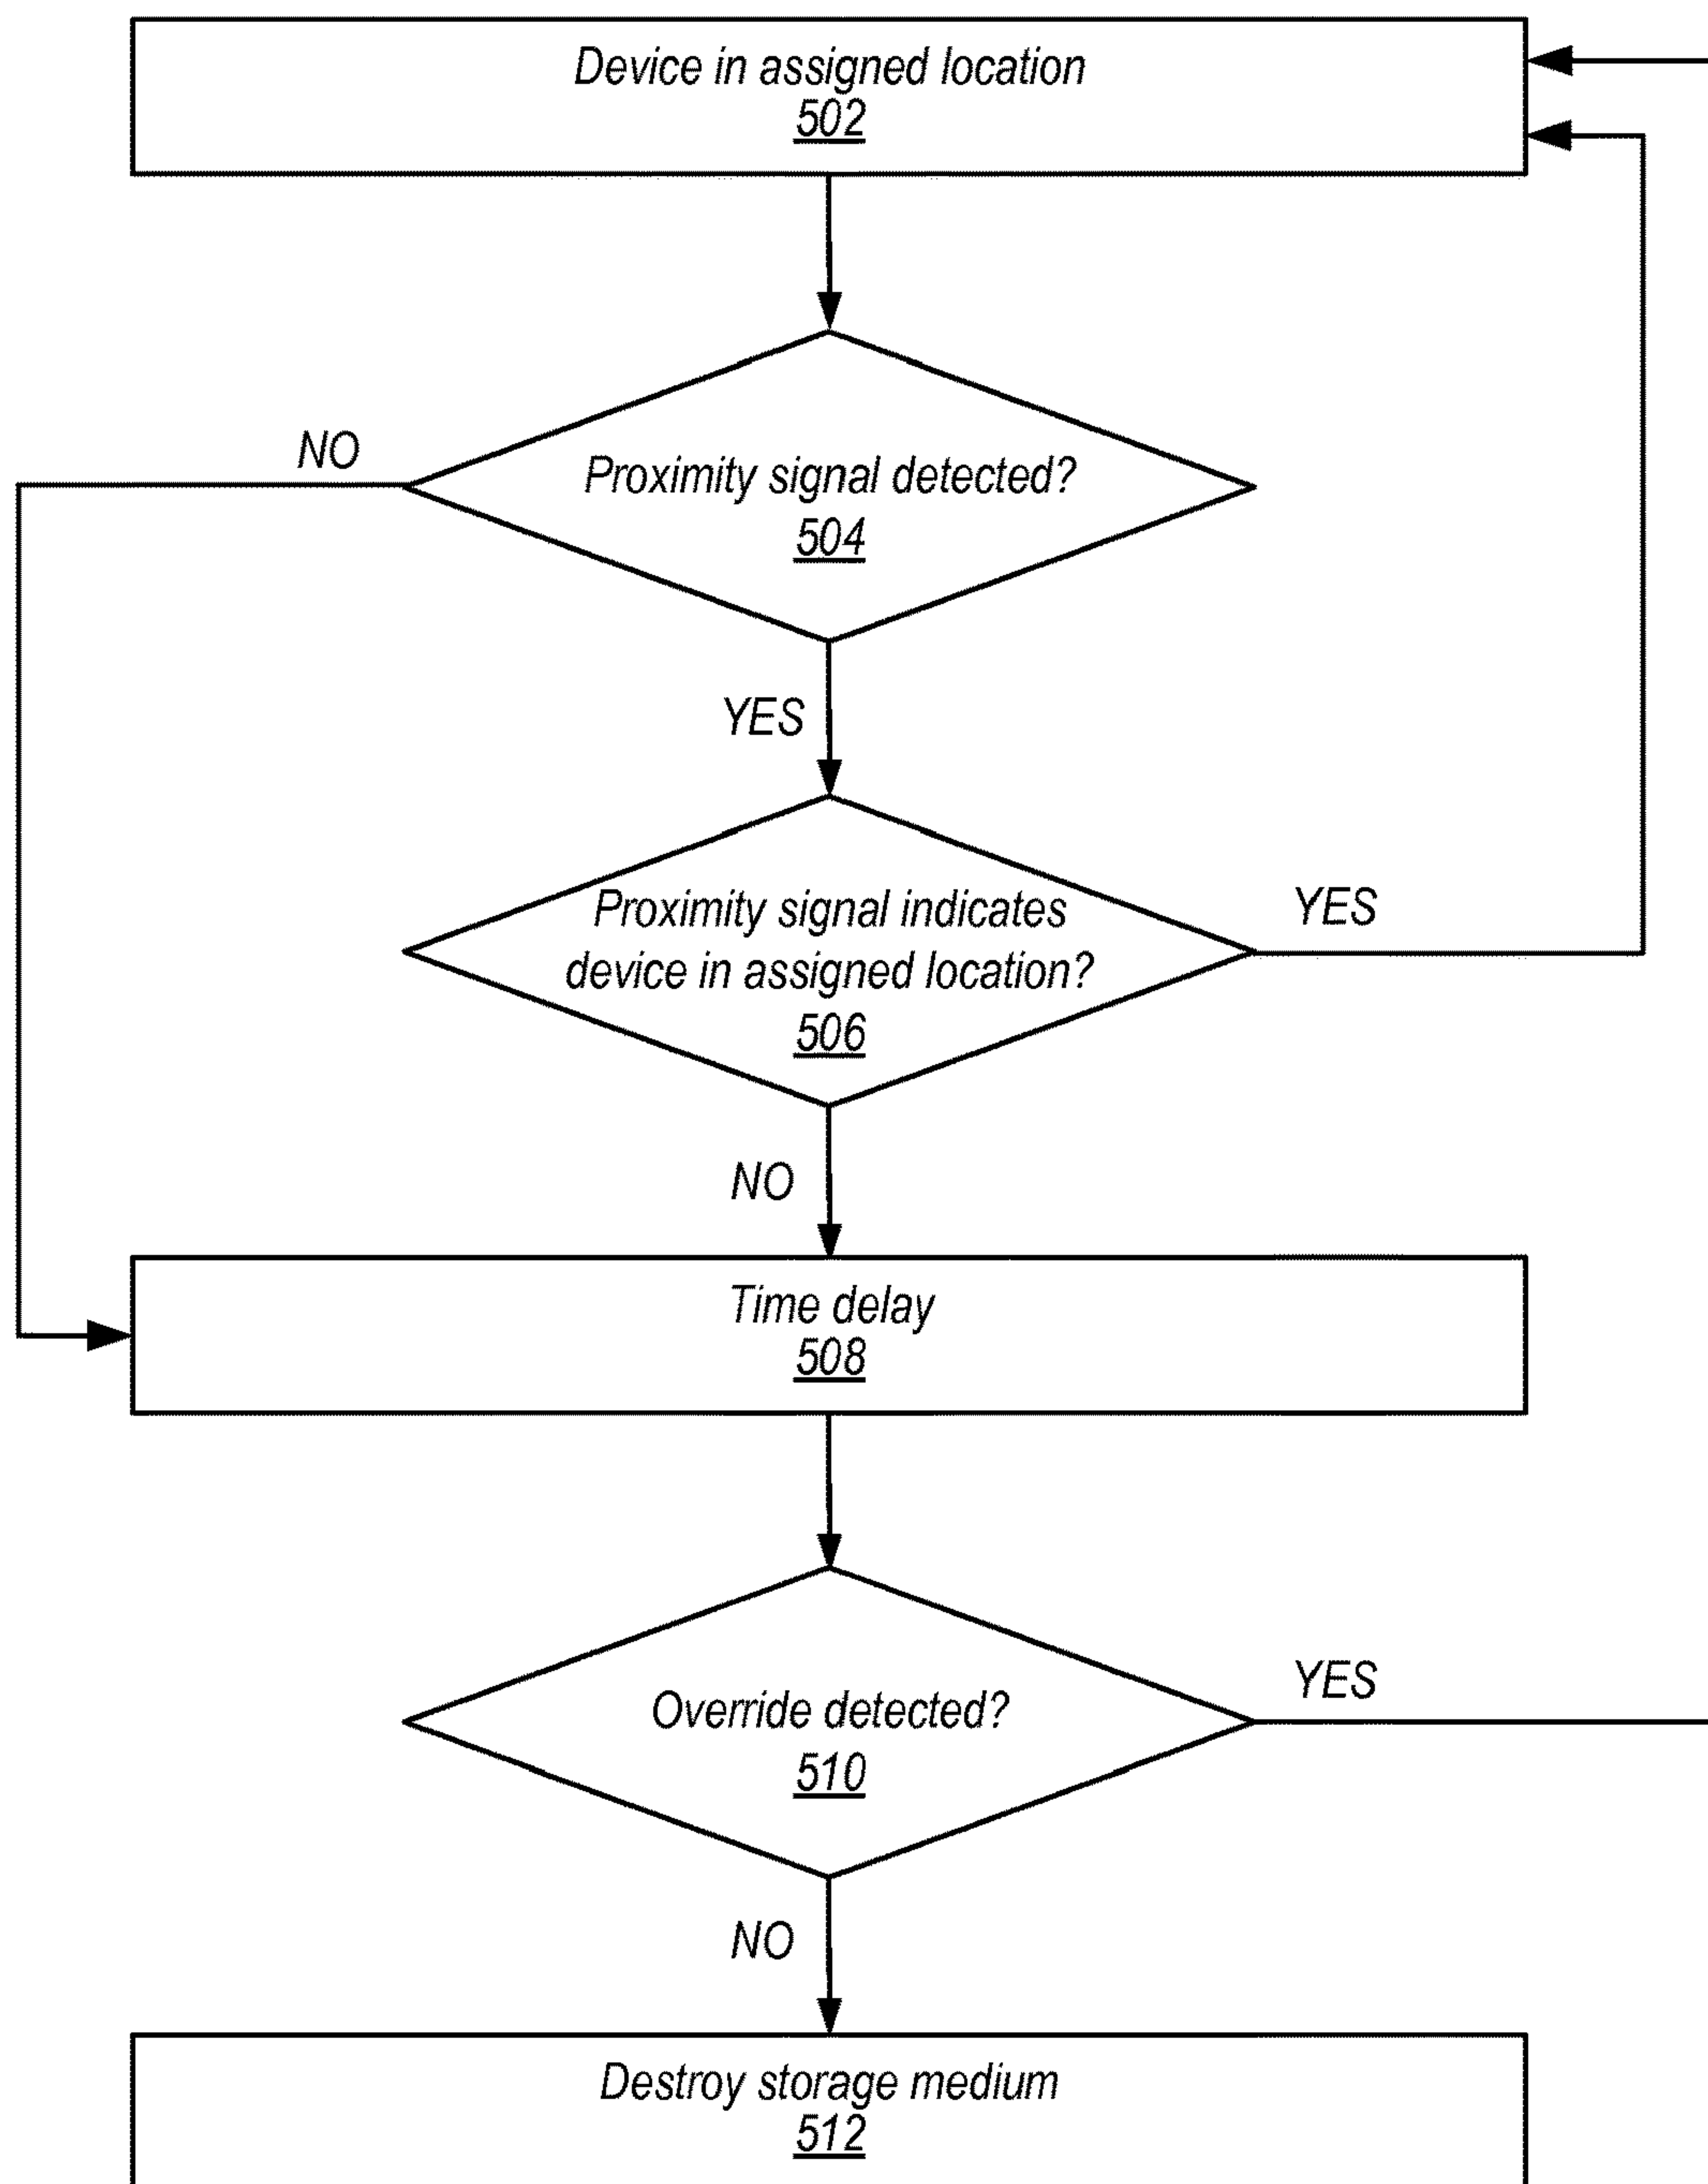 Device in assigned location
502
NO
Proximity signal detected?
504
YES
Proximity signal indicates
device in assigned location?
506
YES
NO
Time delay
508
Override detected?
510
YES
NO
Destroy storage medium
512